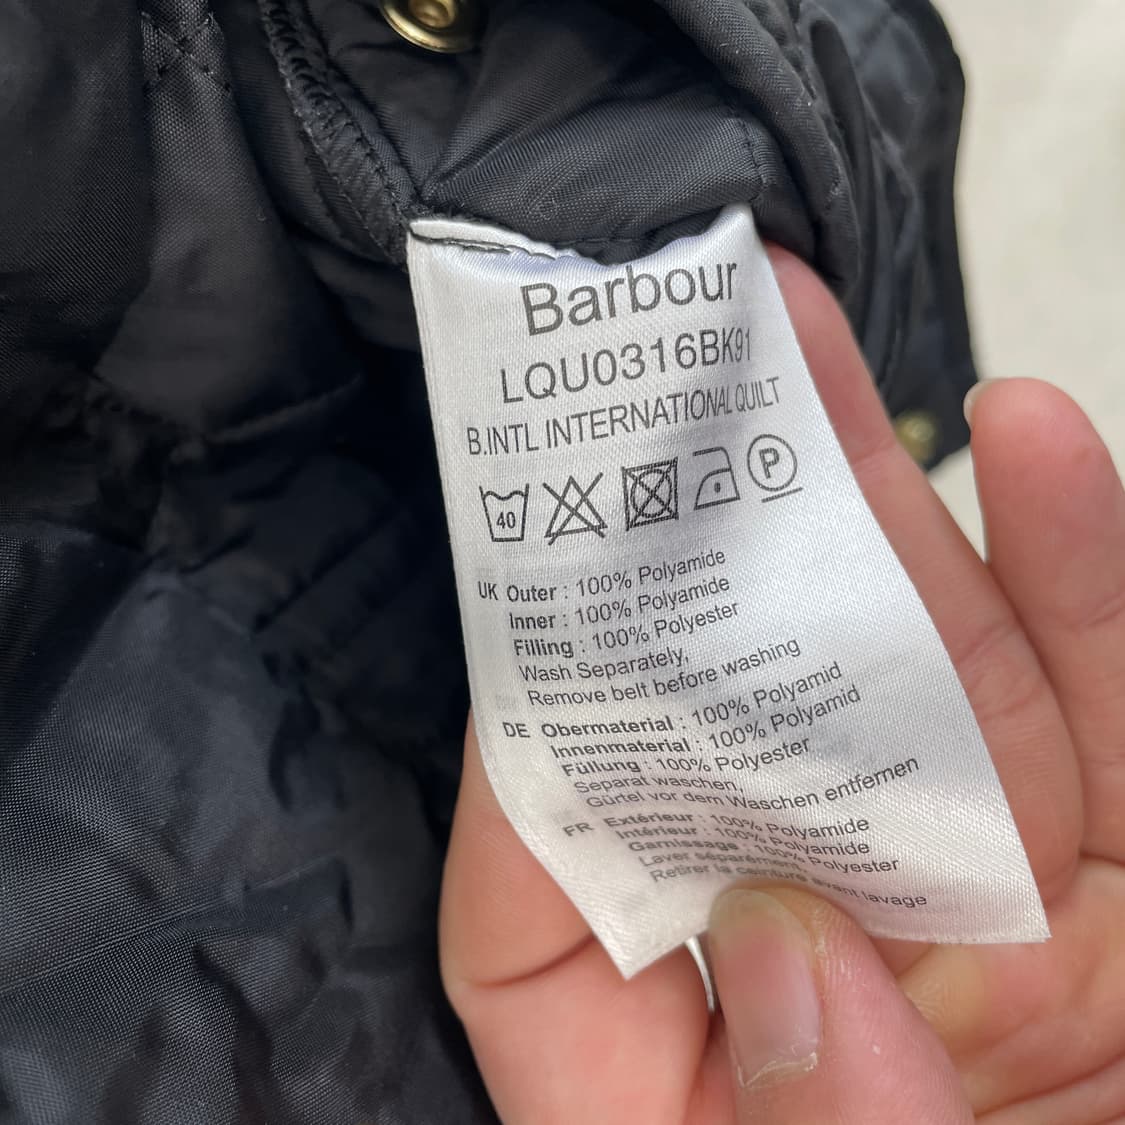 Barbour
LQU0316BK91
B.INTL INTERNATIONAL QUILT
40
P
UK Outer : 100% Polyamide
Inner : 100% Polyamide
Filling : 100% Polyester
Wash Separately,
Remove belt before washing
DE Obermaterial : 100% Polyamid
Innenmaterial : 100% Polyamid
Füllung : 100% Polyester
Separat waschen,
Gürtel vor dem Waschen entfernen
FR Extérieur : 100% Polyamide
Intérieur : 100% Polyamide
Garnissage : 100% Polyester
Laver séparément,
Retirer la ceinture avant lavage